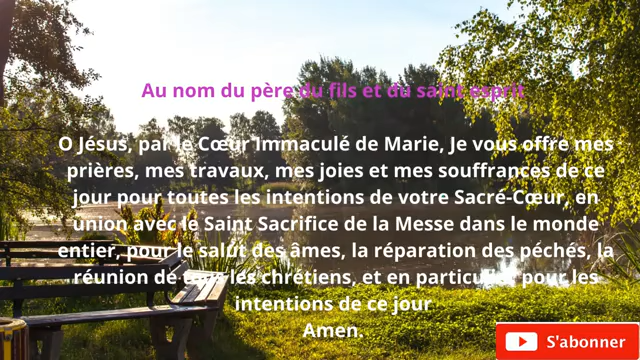 Au nom du père du fils et du saint esprit
O Jésus, par le Cœur Immaculé de Marie, Je vous offre mes
prières, mes travaux, mes joies et mes souffrances de ce
jour pour toutes les intentions de votre Sacré-Cœur, en
union avec le Saint Sacrifice de la Messe dans le monde
entier, pour le salut des âmes, la réparation des péchés, la
réunion de tous les chrétiens, et en particulier pour les
intentions de ce jour
Amen.
S'abonner